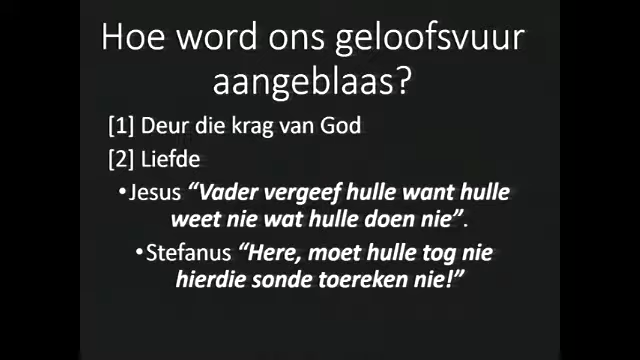 Hoe word ons geloofsvuur
aangeblaas?
[1] Deur die krag van God
[2] Liefde
•Jesus “Vader vergeef hulle want hulle
weet nie wat hulle doen nie”.
•Stefanus “Here, moet hulle tog nie
hierdie sonde toereken nie!”